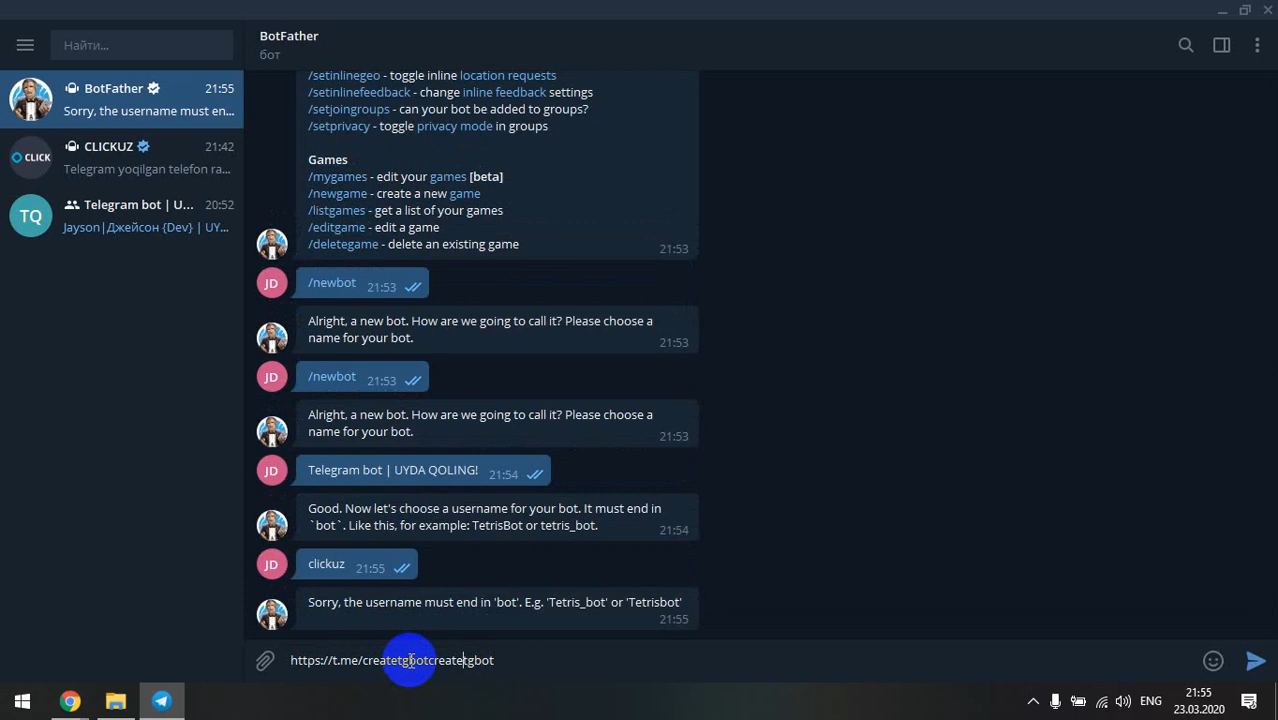 Найти...
BotFather
21:55
Sorry, the username must en...
CLICKUZ
21:42
Telegram yoqilgan telefon ra...
CLICK
TQ
Telegram bot | U...
20:52
Jayson|Джейсон {Dev} | UY...
BotFather
бот
/setinlinegeo - toggle inline location requests
/setinlinefeedback - change inline feedback settings
/setjoingroups - can your bot be added to groups?
/setprivacy - toggle privacy mode in groups
Games
/mygames - edit your games [beta]
/newgame - create a new game
/listgames - get a list of your games
/editgame - edit a game
/deletegame - delete an existing game
21:53
JD
/newbot 21:53
Alright, a new bot. How are we going to call it? Please choose a
name for your bot.
21:53
JD
/newbot 21:53
Alright, a new bot. How are we going to call it? Please choose a
name for your bot.
21:53
JD
Telegram bot | UYDA QOLING! 21:54
Good. Now let's choose a username for your bot. It must end in
`bot`. Like this, for example: TetrisBot or tetris_bot.
21:54
JD
clickuz 21:55
Sorry, the username must end in 'bot'. E.g. 'Tetris_bot' or 'Tetrisbot'
21:55
https://t.me/createtgbotcreatetgbot
ENG
21:55
23.03.2020